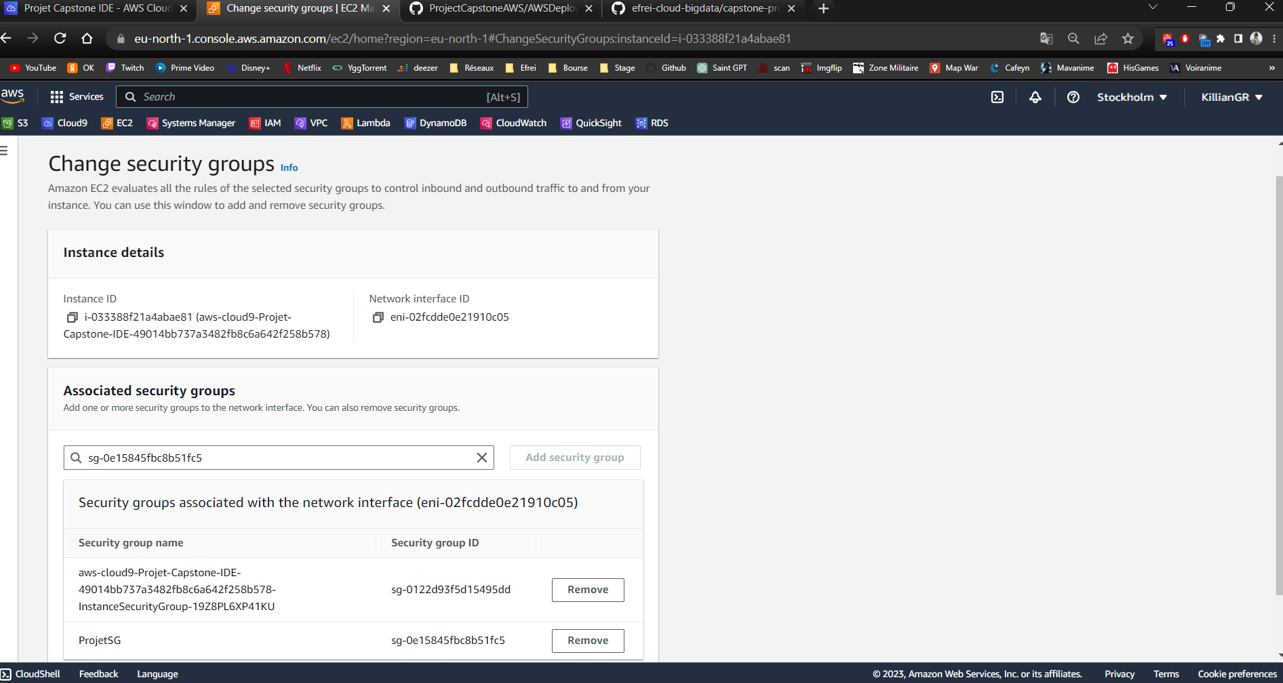 Projet Capstone IDE - AWS Cloud
Change security groups | EC2 Ma
ProjectCapstoneAWS/AWSDeploy
efrei-cloud-bigdata/capstone-pr
eu-north-1.console.aws.amazon.com/ec2/home?region=eu-north-1#ChangeSecurityGroups:instanceId=i-033388f21a4abae81
YouTube OK Twitch Prime Video Disney+ Netflix YggTorrent deezer Réseaux Efrei Bourse Stage Github Saint GPT scan Imgflip Zone Militaire Map War Cafeyn Mavanime HisGames Voiranime »
aws Services Search [Alt+S] Stockholm KillianGR
S3 Cloud9 EC2 Systems Manager IAM VPC Lambda DynamoDB CloudWatch QuickSight RDS
Change security groups Info
Amazon EC2 evaluates all the rules of the selected security groups to control inbound and outbound traffic to and from your
instance. You can use this window to add and remove security groups.
Instance details
Instance ID
i-033388f21a4abae81 (aws-cloud9-Projet-
Capstone-IDE-49014bb737a3482fb8c6a642f258b578)
Network interface ID
eni-02fcdde0e21910c05
Associated security groups
Add one or more security groups to the network interface. You can also remove security groups.
sg-0e15845fbc8b51fc5 Add security group
Security groups associated with the network interface (eni-02fcdde0e21910c05)
Security group name Security group ID
aws-cloud9-Projet-Capstone-IDE-
49014bb737a3482fb8c6a642f258b578-
InstanceSecurityGroup-19Z8PL6XP41KU
sg-0122d93f5d15495dd Remove
ProjetSG sg-0e15845fbc8b51fc5 Remove
CloudShell Feedback Language © 2023, Amazon Web Services, Inc. or its affiliates. Privacy Terms Cookie preferences